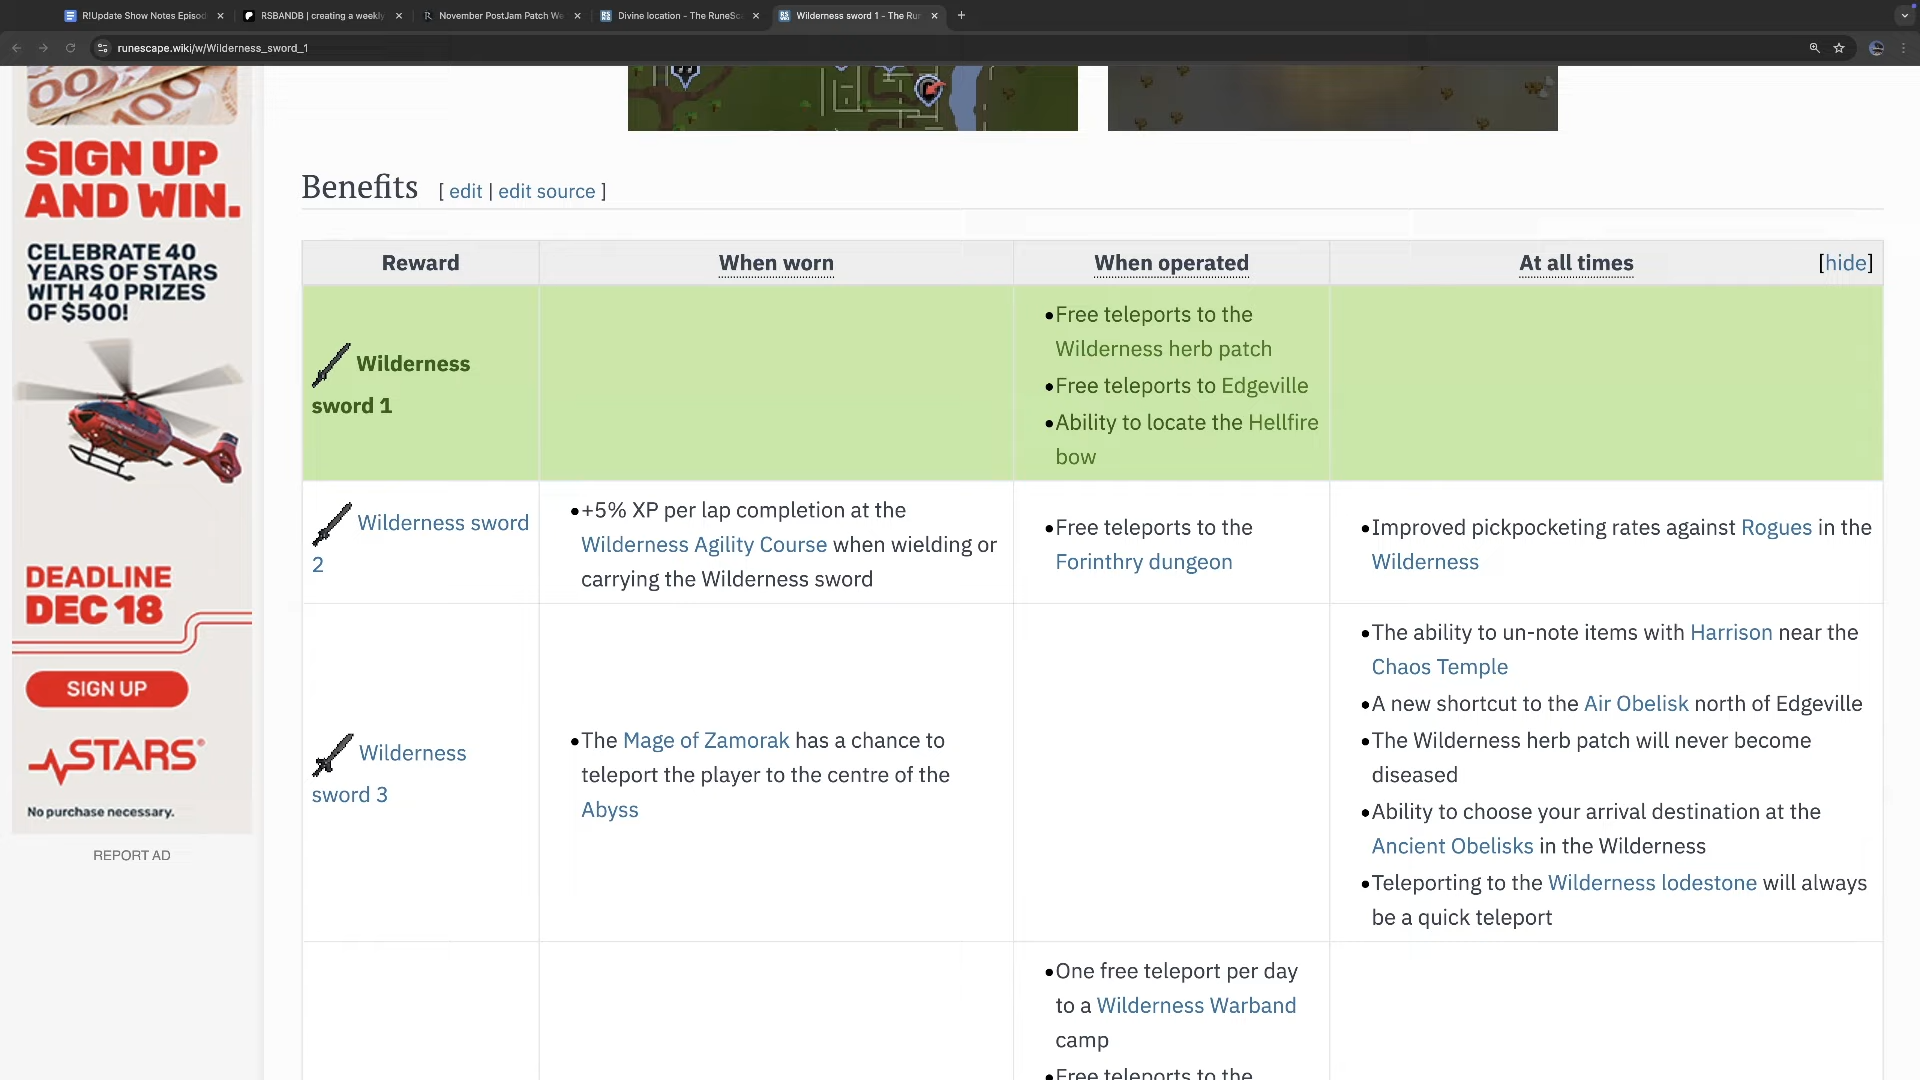 R!Update Show Notes Episod
RSBANDB | creating a weekly
November PostJam Patch We
Divine location - The RuneSc
Wilderness sword 1 - The Ru
runescape.wiki/w/Wilderness_sword_1
SIGN UP
AND WIN.
CELEBRATE 40
YEARS OF STARS
WITH 40 PRIZES
OF $500!
DEADLINE
DEC 18
SIGN UP
STARS
No purchase necessary.
REPORT AD
Benefits [ edit | edit source ]
Reward When worn When operated At all times [hide]
Wilderness
sword 1
•Free teleports to the
Wilderness herb patch
•Free teleports to Edgeville
•Ability to locate the Hellfire
bow
Wilderness sword
2
•+5% XP per lap completion at the
Wilderness Agility Course when wielding or
carrying the Wilderness sword
•Free teleports to the
Forinthry dungeon
•Improved pickpocketing rates against Rogues in the
Wilderness
Wilderness
sword 3
•The Mage of Zamorak has a chance to
teleport the player to the centre of the
Abyss
•The ability to un-note items with Harrison near the
Chaos Temple
•A new shortcut to the Air Obelisk north of Edgeville
•The Wilderness herb patch will never become
diseased
•Ability to choose your arrival destination at the
Ancient Obelisks in the Wilderness
•Teleporting to the Wilderness lodestone will always
be a quick teleport
•One free teleport per day
to a Wilderness Warband
camp
•Free teleports to the